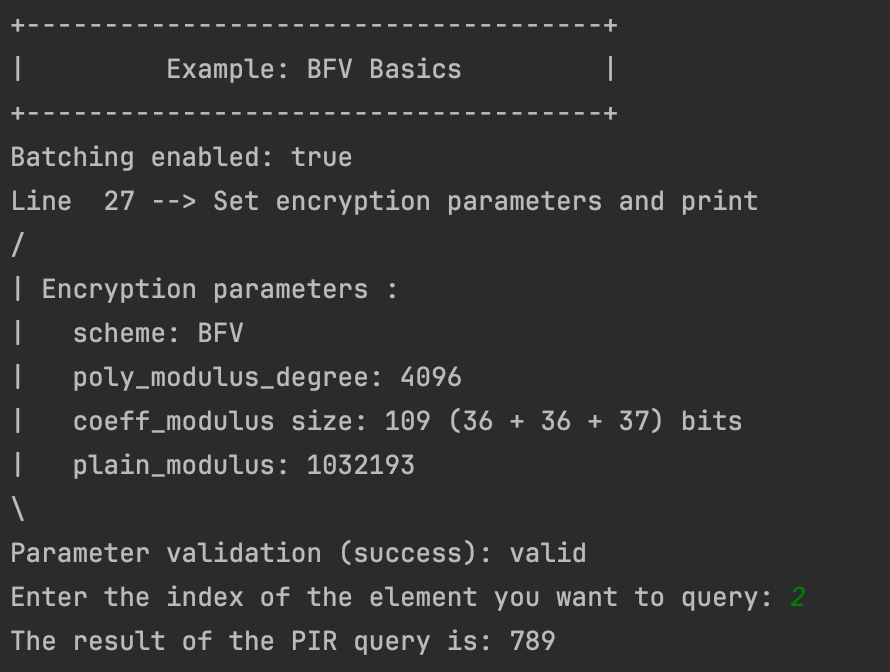 +-------------------------------------+
|         Example: BFV Basics         |
+-------------------------------------+
Batching enabled: true
Line  27 --> Set encryption parameters and print
/
| Encryption parameters :
|   scheme: BFV
|   poly_modulus_degree: 4096
|   coeff_modulus size: 109 (36 + 36 + 37) bits
|   plain_modulus: 1032193
\
Parameter validation (success): valid
Enter the index of the element you want to query: 2
The result of the PIR query is: 789